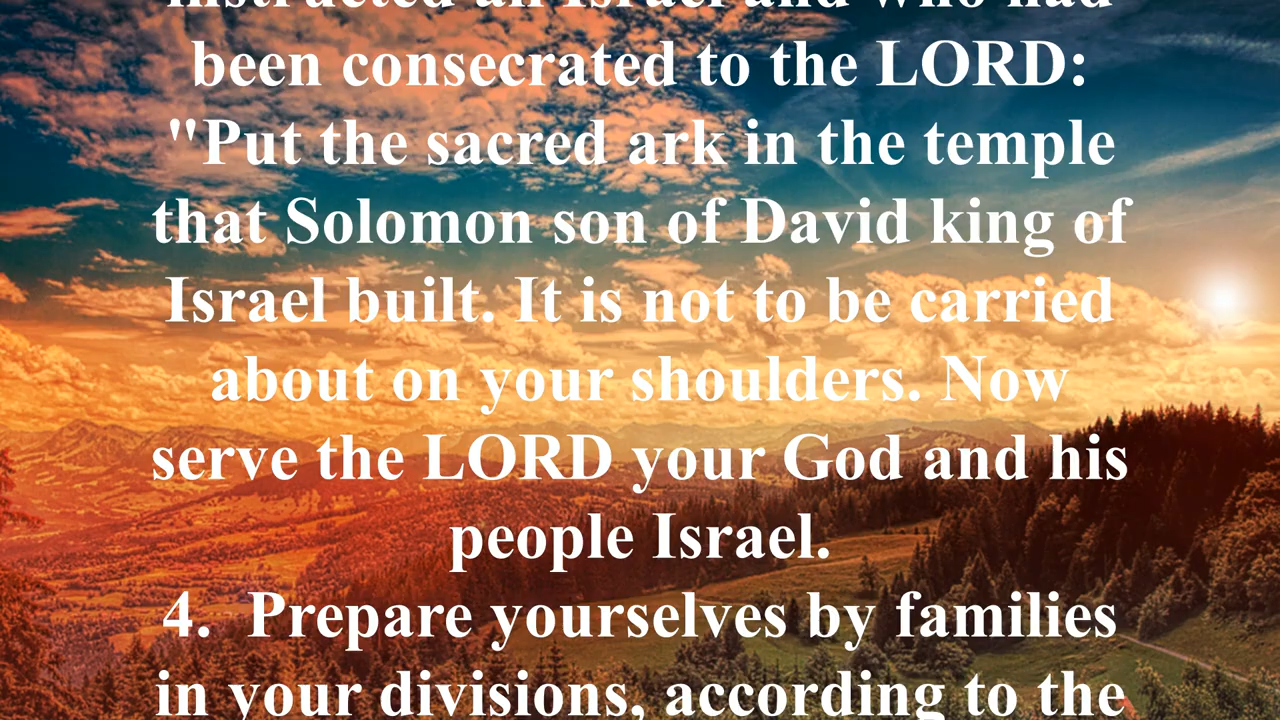 instructed all Israel and who had
been consecrated to the LORD:
"Put the sacred ark in the temple
that Solomon son of David king of
Israel built. It is not to be carried
about on your shoulders. Now
serve the LORD your God and his
people Israel.
4.  Prepare yourselves by families
in your divisions, according to the